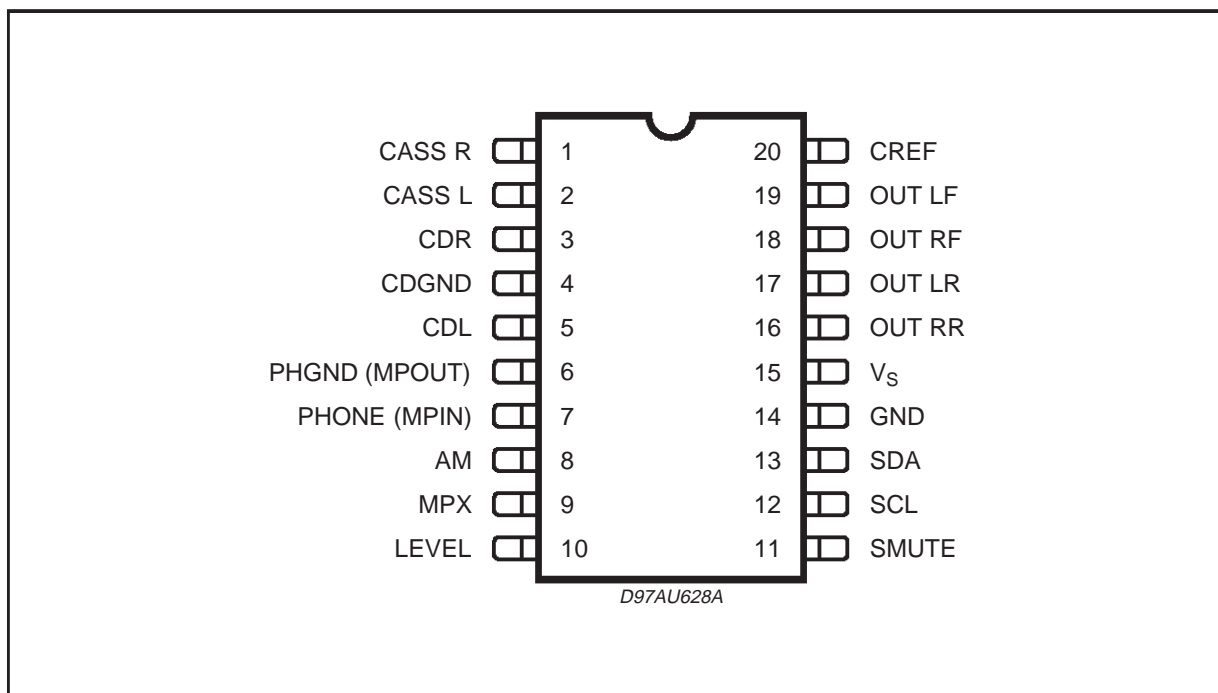 CASS R 1 20 CREF
CASS L 2 19 OUT LF
CDR 3 18 OUT RF
CDGND 4 17 OUT LR
CDL 5 16 OUT RR
PHGND (MPOUT) 6 15 VS
PHONE (MPIN) 7 14 GND
AM 8 13 SDA
MPX 9 12 SCL
LEVEL 10 11 SMUTE
D97AU628A